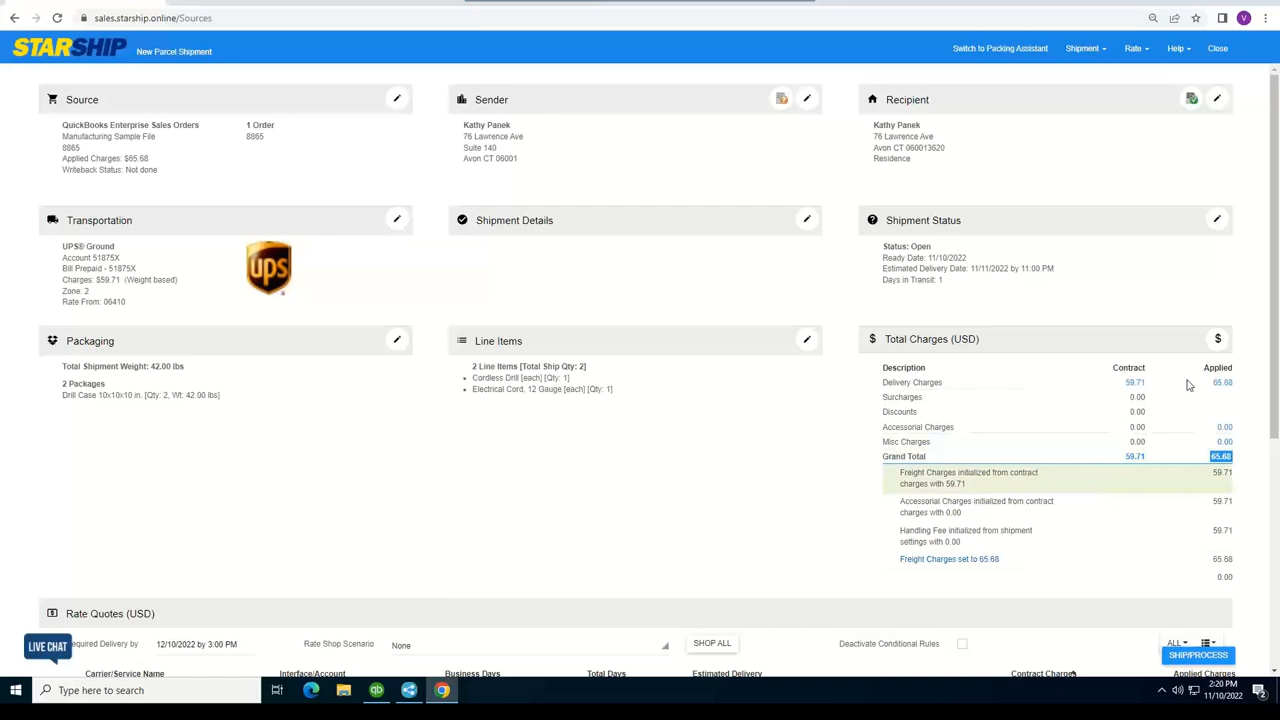 sales.starship.online/Sources
V
STARSHIP New Parcel Shipment Switch to Packing Assistant Shipment Rate Help Close
Source
QuickBooks Enterprise Sales Orders 1 Order
Manufacturing Sample File 8865
8865
Applied Charges: $65.68
Writeback Status: Not done
Sender
Kathy Panek
76 Lawrence Ave
Suite 140
Avon CT 06001
Recipient
Kathy Panek
76 Lawrence Ave
Avon CT 060013620
Residence
Transportation
UPS® Ground
Account 51875X
Bill Prepaid - 51875X
Charges: $59.71 (Weight based)
Zone: 2
Rate From: 06410
ups
Shipment Details
Shipment Status
Status: Open
Ready Date: 11/10/2022
Estimated Delivery Date: 11/11/2022 by 11:00 PM
Days in Transit: 1
Packaging
Total Shipment Weight: 42.00 lbs
2 Packages
Drill Case 10x10x10 in. [Qty: 2, Wt: 42.00 lbs]
Line Items
2 Line Items [Total Ship Qty: 2]
• Cordless Drill [each] [Qty: 1]
• Electrical Cord, 12 Gauge [each] [Qty: 1]
$ Total Charges (USD) $
Description Contract Applied
Delivery Charges 59.71 65.68
Surcharges 0.00
Discounts 0.00
Accessorial Charges 0.00 0.00
Misc Charges 0.00 0.00
Grand Total 59.71 65.68
Freight Charges initialized from contract 59.71
charges with 59.71
Accessorial Charges initialized from contract 59.71
charges with 0.00
Handling Fee initialized from shipment 59.71
settings with 0.00
Freight Charges set to 65.68 65.68
0.00
Rate Quotes (USD)
LIVE CHAT
equired Delivery by 12/10/2022 by 3:00 PM Rate Shop Scenario None SHOP ALL Deactivate Conditional Rules ALL
SHIP/PROCESS
Carrier/Service Name Interface/Account Business Days Total Days Estimated Delivery Contract Charges Applied Charges
Type here to search
qb
2:20 PM
11/10/2022
2